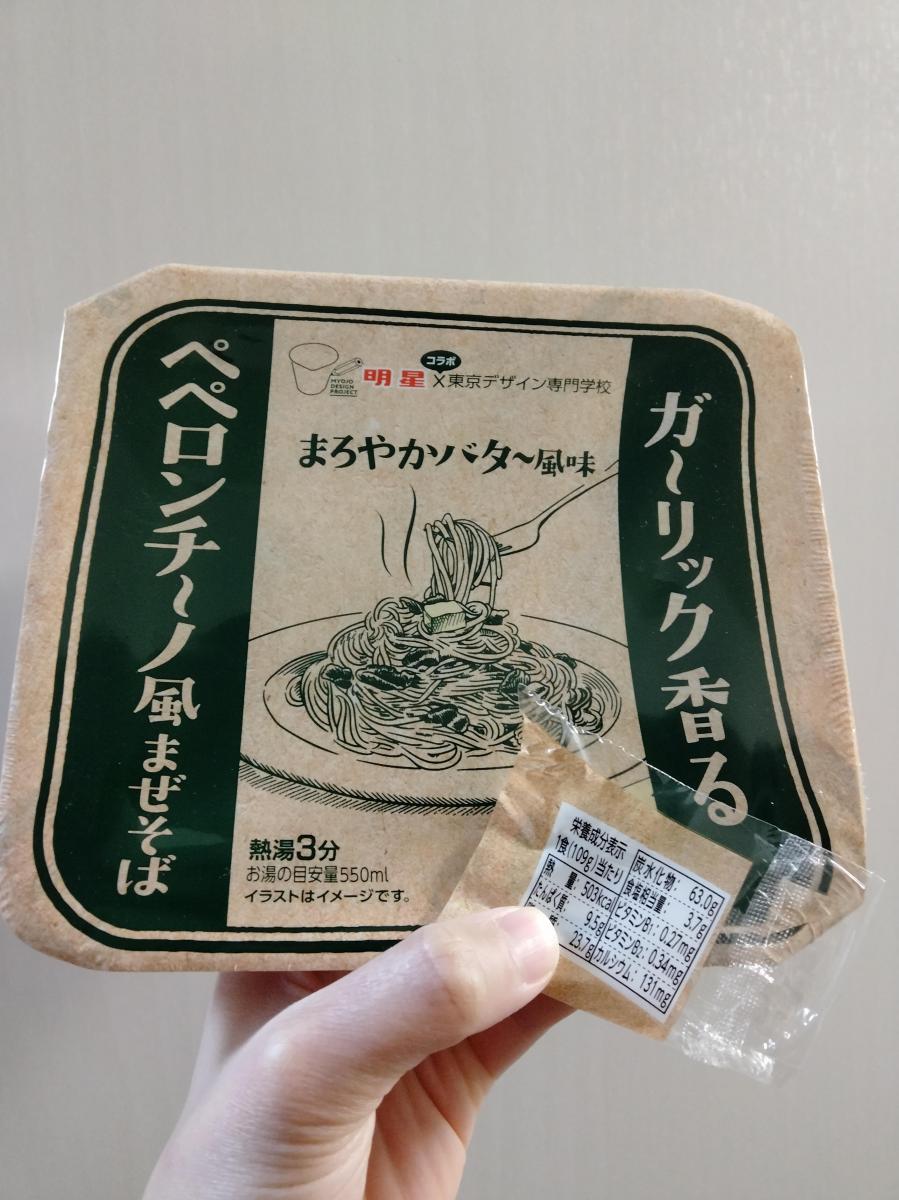 ガ～リック香る
ペペロンチ～ノ風まぜそば
MYOJO
DESIGN
PROJECT
明星
コラボ
×東京デザイン専門学校
まろやかバタ～風味
熱湯3分
お湯の目安量550ml
イラストはイメージです。
栄養成分表示
1食(109g)当たり
熱 量: 503kcal
たんぱく質: 9.5g
質 23.7g
炭水化物: 63.0g
食塩相当量: 3.7g
ビタミンB1: 0.27mg
ビタミンB2: 0.34mg
カルシウム: 131mg